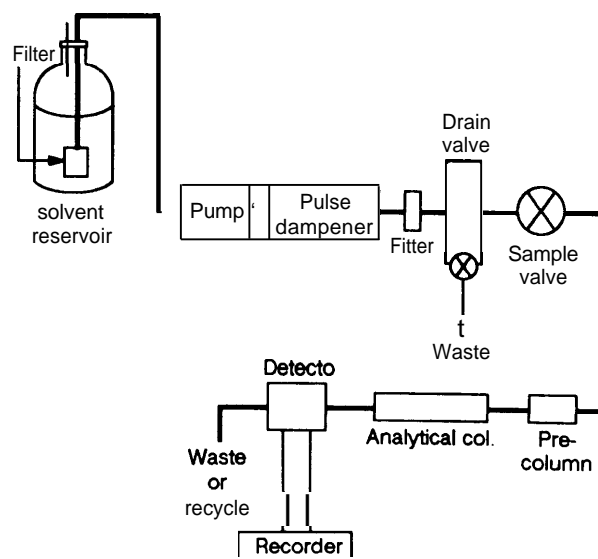 Filter
solvent
reservoir
Pump
Pulse
dampener
Fitter
Drain
valve
Sample
valve
t
Waste
Detecto
Analytical col.
Pre-
column
Waste
or
recycle
Recorder